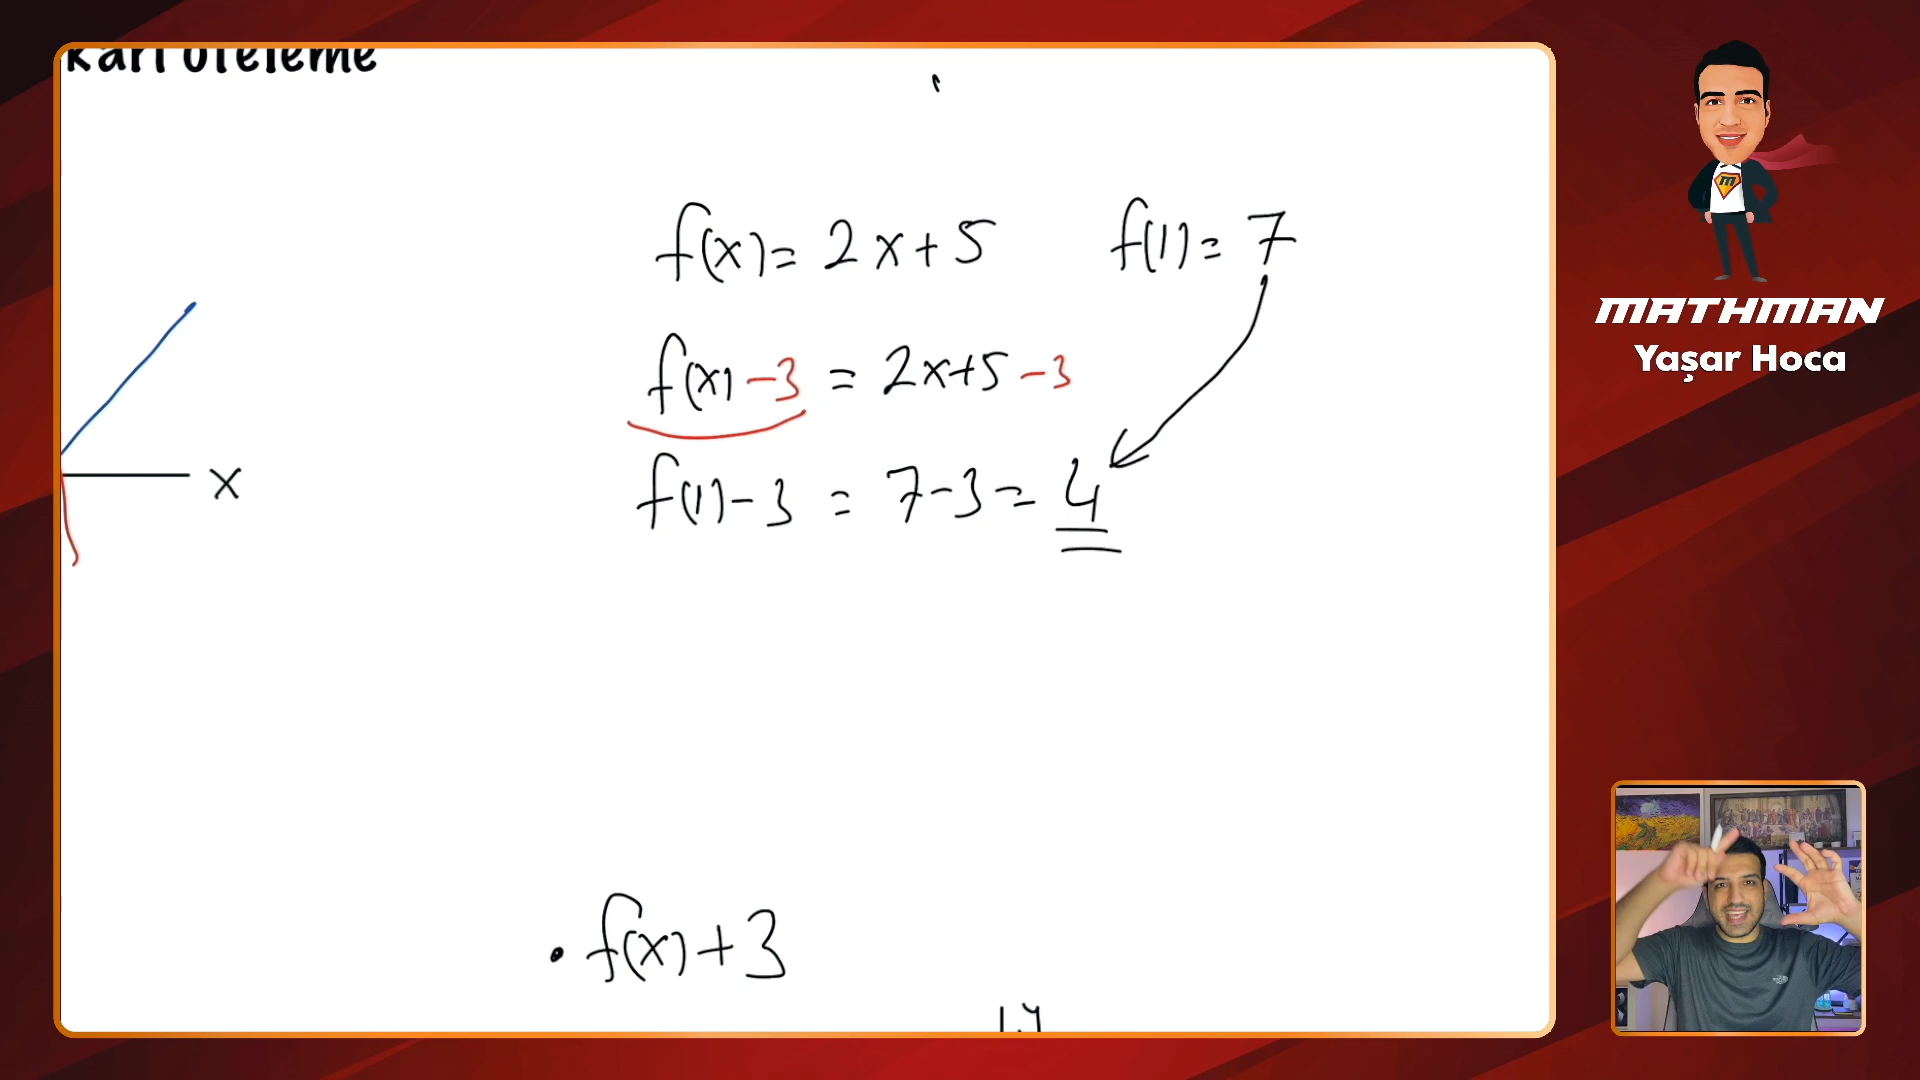 f(x) = 2x+5 f(1) = 7
f(x) -3 = 2x+5 -3
f(1)-3 = 7-3 = 4
x
• f(x)+3
MATHMAN
Yaşar Hoca